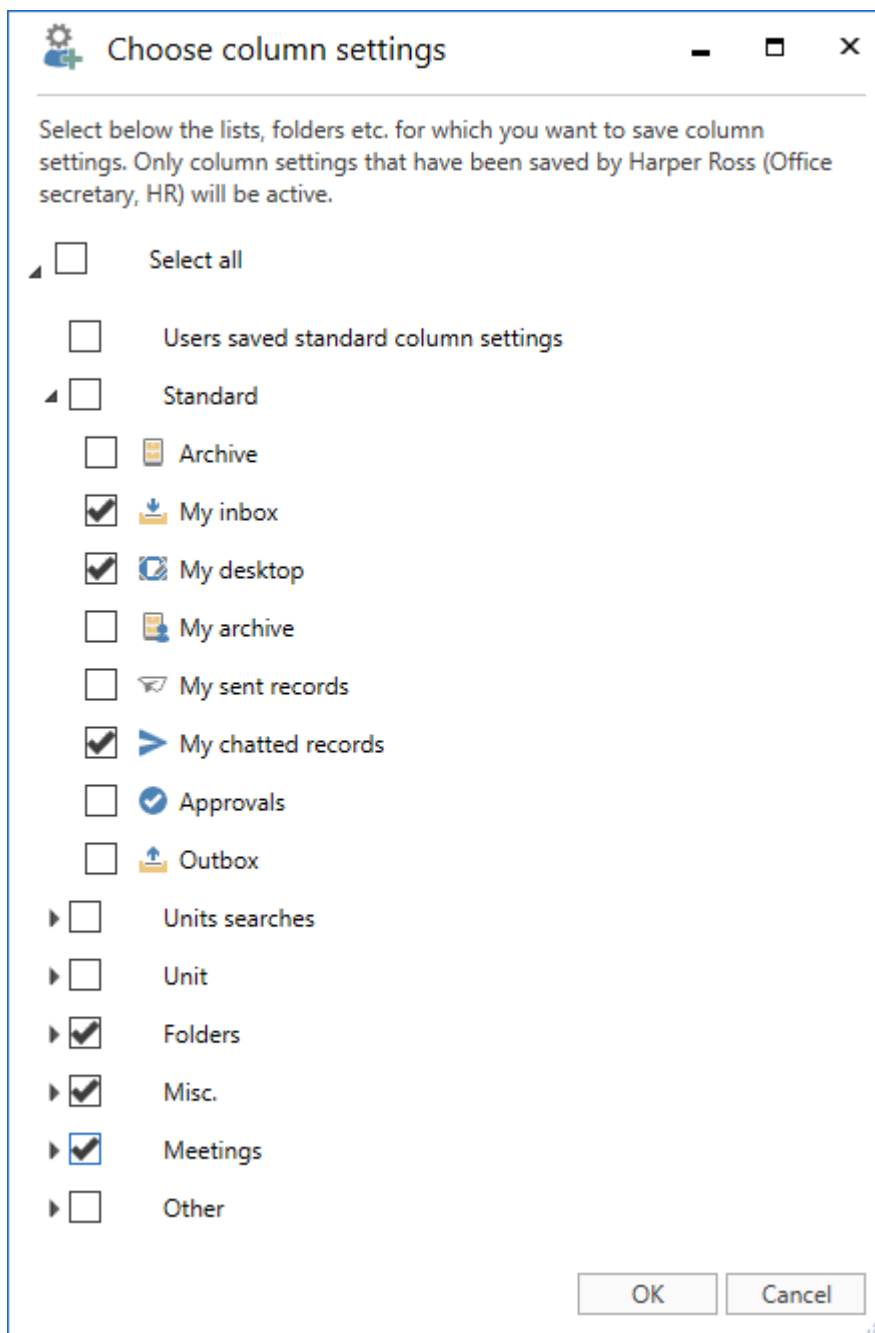 Choose column settings
Select below the lists, folders etc. for which you want to save column
settings. Only column settings that have been saved by Harper Ross (Office
secretary, HR) will be active.
Select all
Users saved standard column settings
Standard
Archive
My inbox
My desktop
My archive
My sent records
My chatted records
Approvals
Outbox
Units searches
Unit
Folders
Misc.
Meetings
Other
OK
Cancel